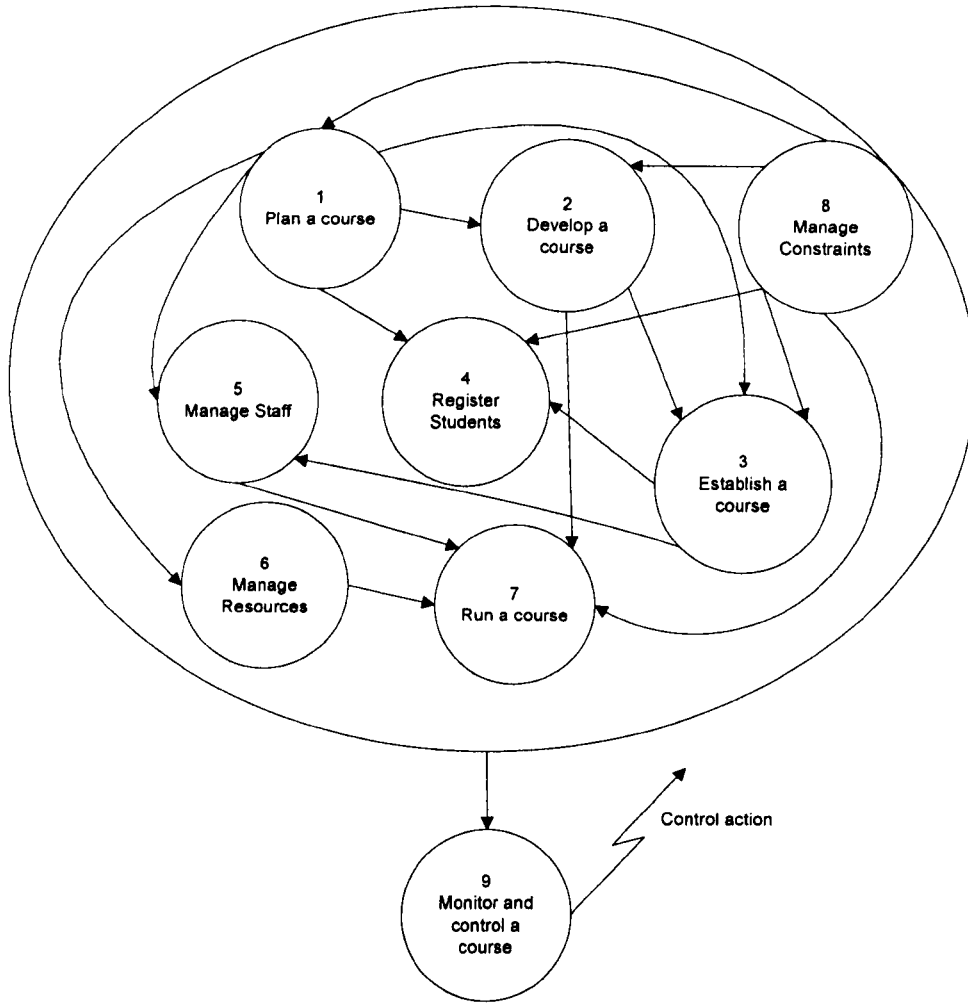 1
Plan a course
2
Develop a
course
8
Manage
Constraints
5
Manage Staff
4
Register
Students
3
Establish a
course
6
Manage
Resources
7
Run a course
Control action
9
Monitor and
control a
course